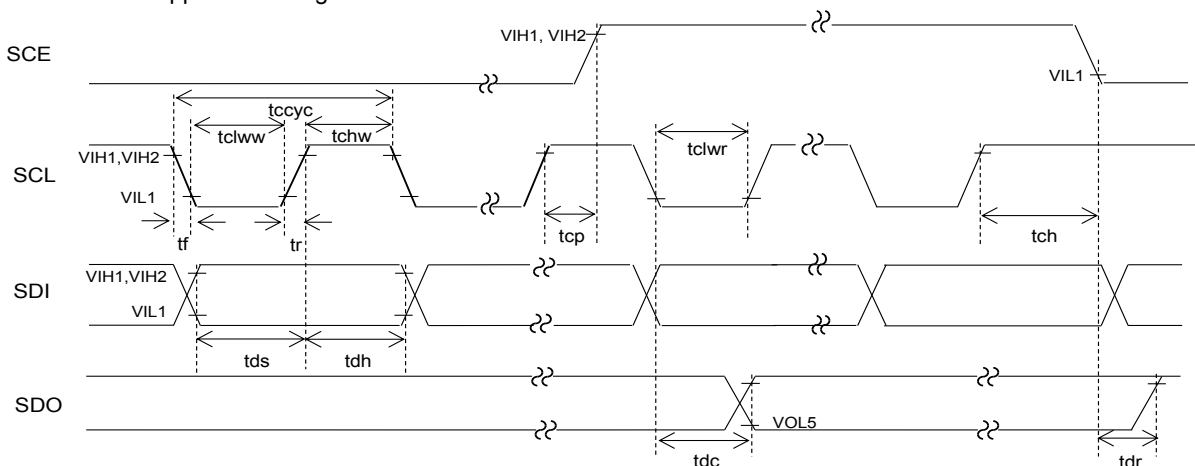 VIH1, VIH2
SCE
VIL1
tccyc
tclww
tchw
tclwr
VIH1,VIH2
SCL
VIL1
tf
tr
tcp
tch
VIH1,VIH2
SDI
VIL1
tds
tdh
SDO
VOL5
tdc
tdr